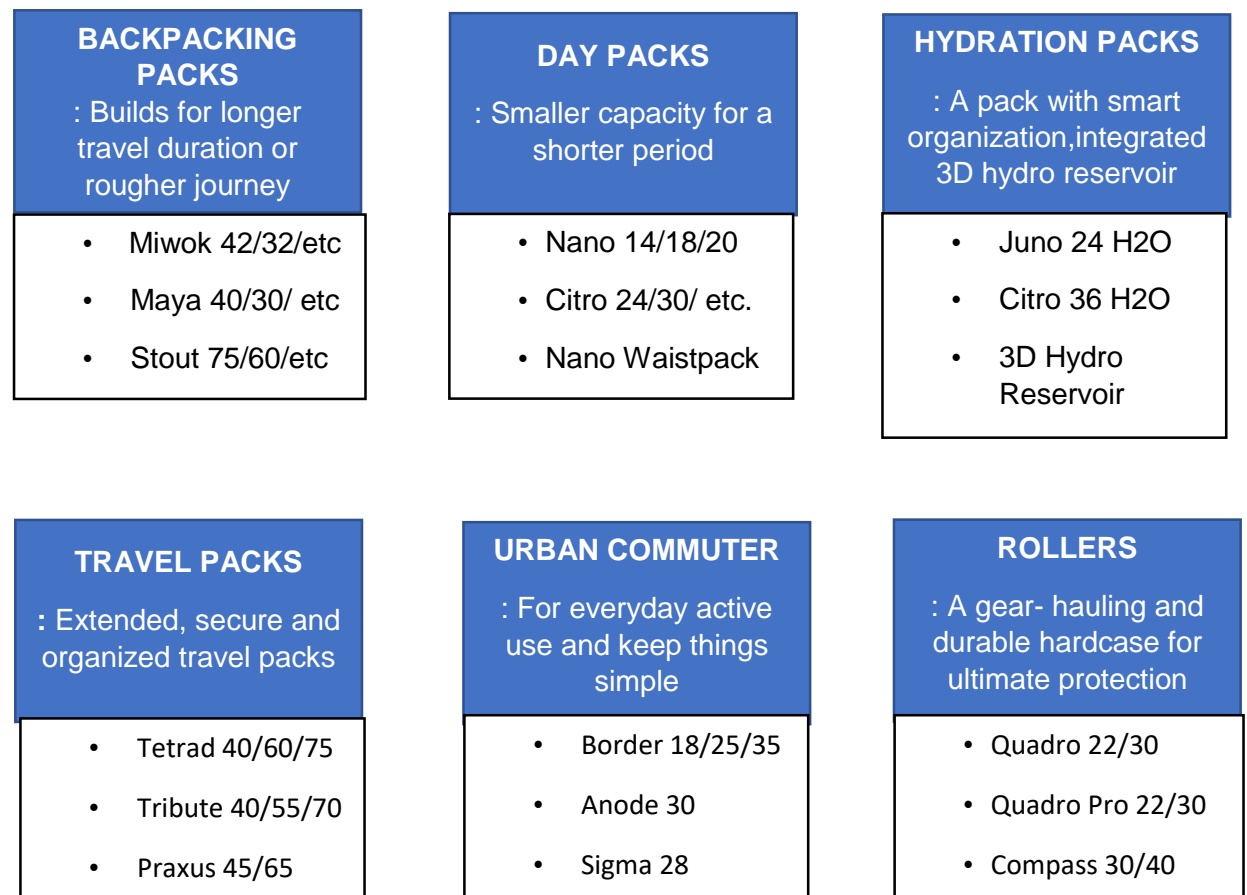 BACKPACKING
PACKS
: Builds for longer
travel duration or
rougher journey
• Miwok 42/32/etc
• Maya 40/30/ etc
• Stout 75/60/etc
DAY PACKS
: Smaller capacity for a
shorter period
• Nano 14/18/20
• Citro 24/30/ etc.
• Nano Waistpack
HYDRATION PACKS
: A pack with smart
organization,integrated
3D hydro reservoir
• Juno 24 H2O
• Citro 36 H2O
• 3D Hydro
Reservoir
TRAVEL PACKS
: Extended, secure and
organized travel packs
• Tetrad 40/60/75
• Tribute 40/55/70
• Praxus 45/65
URBAN COMMUTER
: For everyday active
use and keep things
simple
• Border 18/25/35
• Anode 30
• Sigma 28
ROLLERS
: A gear- hauling and
durable hardcase for
ultimate protection
• Quadro 22/30
• Quadro Pro 22/30
• Compass 30/40